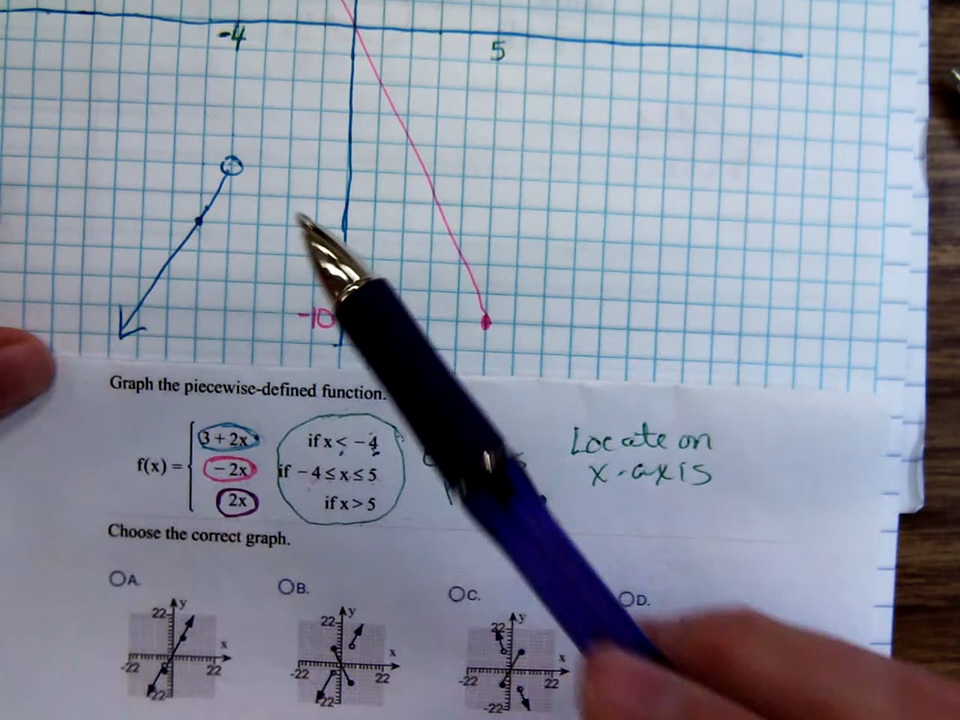 -4
5
-10
Graph the piecewise-defined function.
3 + 2x if x < -4
f(x) = -2x if -4 ≤ x ≤ 5
2x if x > 5
Locate on
x-axis
Choose the correct graph.
A. B. C. D.
22 y 22 y 22 y
x x x
-22 22 -22 22 -22 22
-22 -22 -22